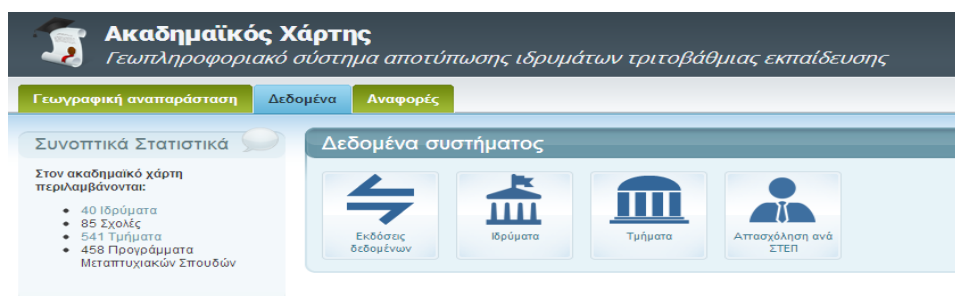 Ακαδημαϊκός Χάρτης
Γεωπληροφοριακό σύστημα αποτύπωσης ιδρυμάτων τριτοβάθμιας εκπαίδευσης
Γεωγραφική αναπαράσταση Δεδομένα Αναφορές
Συνοπτικά Στατιστικά
Στον ακαδημαϊκό χάρτη
περιλαμβάνονται:
40 Ιδρύματα
85 Σχολές
541 Τμήματα
458 Προγράμματα
Μεταπτυχιακών Σπουδών
Δεδομένα συστήματος
Εκδόσεις
δεδομένων
Ιδρύματα
Τμήματα
Απασχόληση ανά
ΣΤΕΠ